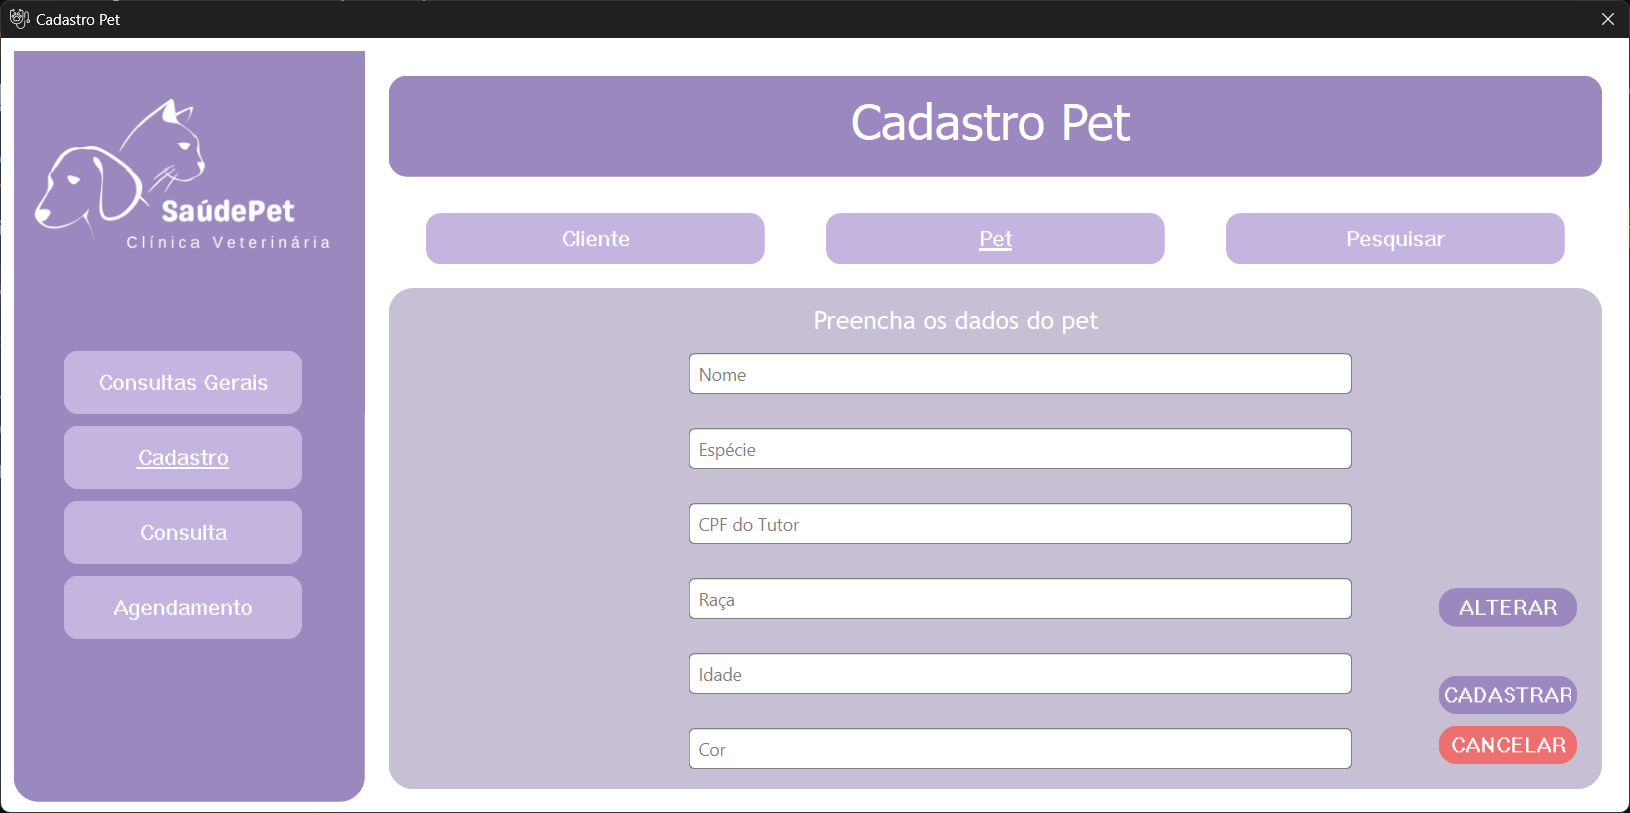 Cadastro Pet
SaúdePet
Clínica Veterinária
Consultas Gerais
Cadastro
Consulta
Agendamento
Cadastro Pet
Cliente
Pet
Pesquisar
Preencha os dados do pet
Nome
Espécie
CPF do Tutor
Raça
Idade
Cor
ALTERAR
CADASTRAR
CANCELAR